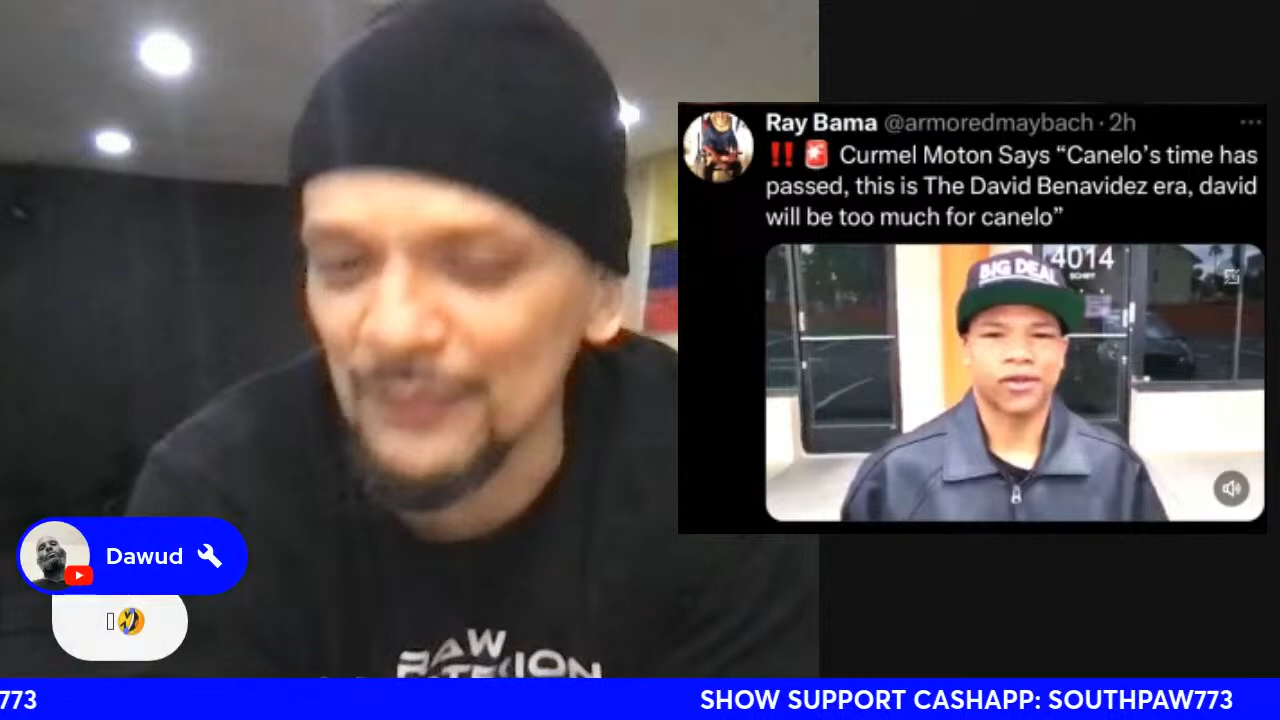 Ray Bama @armoredmaybach · 2h
‼️🚨 Curmel Moton Says “Canelo’s time has
passed, this is The David Benavidez era, david
will be too much for canelo”
4014
BIG DEAL
Dawud
🤣
773
SHOW SUPPORT CASHAPP: SOUTHPAW773